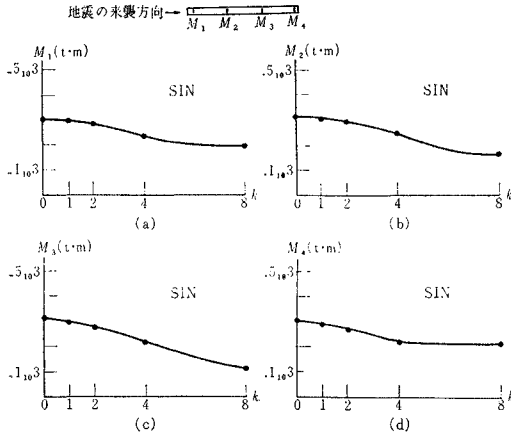 地震の来襲方向→
M₁ M₂ M₃ M₄
M₁(t·m)
.5₁₀3
SIN
.1₁₀3
0 1 2 4 8 k
(a)
M₂(t·m)
.5₁₀3
SIN
.1₁₀3
0 1 2 4 8 k
(b)
M₃(t·m)
.5₁₀3
SIN
.1₁₀3
0 1 2 4 8 k
(c)
M₄(t·m)
.5₁₀3
SIN
.1₁₀3
0 1 2 4 8 k
(d)